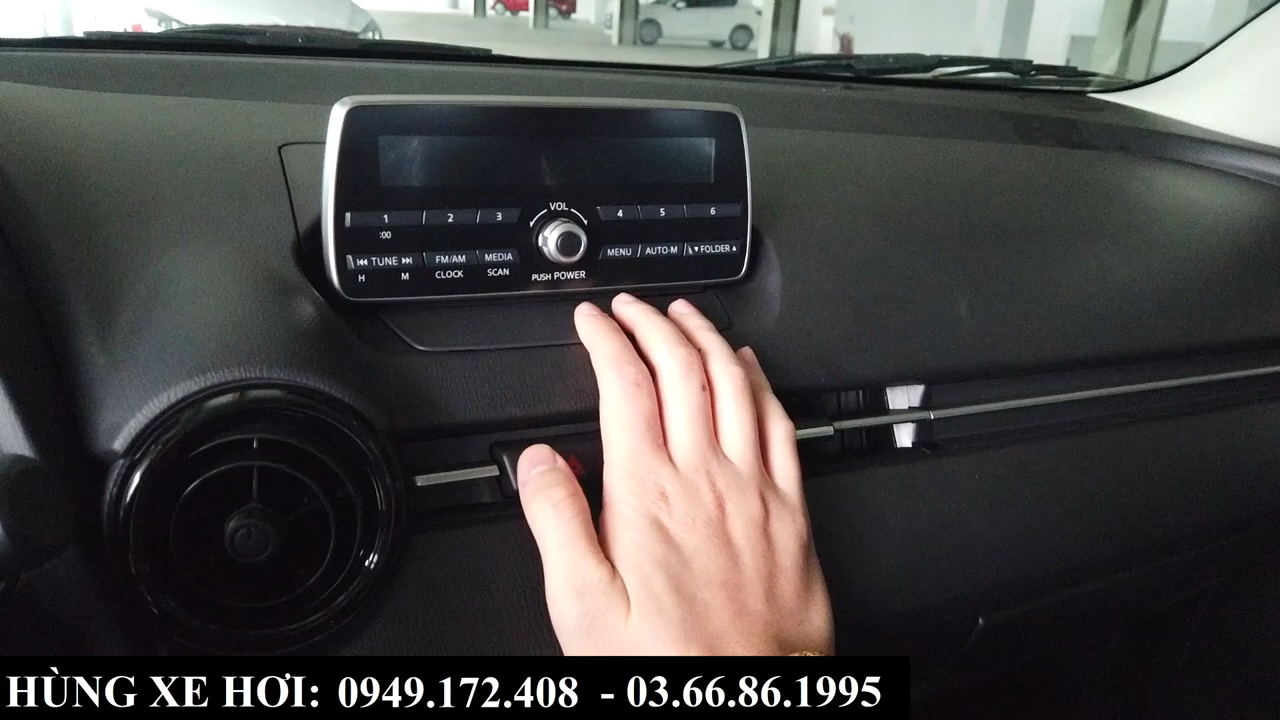 VOL
1 2 3 4 5 6
:00
TUNE FM/AM MEDIA MENU AUTO-M FOLDER
H M CLOCK SCAN PUSH POWER
HÙNG XE HƠI: 0949.172.408 - 03.66.86.1995